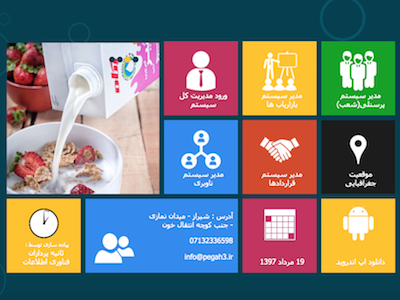 ورود مدیریت کل
سیستم
مدیر سیستم
بازاریاب ها
مدیر سیستم
پرسنلی(شعب)
مدیر سیستم
ناوبری
مدیر سیستم
قراردادها
موقعیت
جغرافیایی
پیاده سازی توسط :
ثانیه پردازان
فناوری اطلاعات
آدرس : شیراز - میدان نمازی
- جنب کوچه انتقال خون
07132336598
info@pegah3.ir
19 مرداد 1397
دانلود اپ اندروید